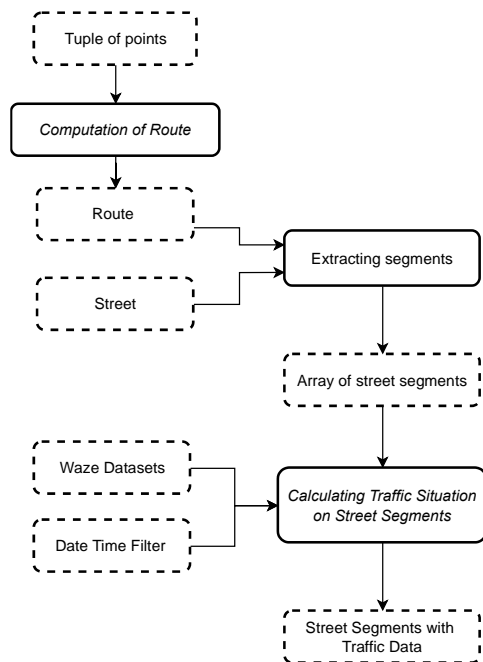 Tuple of points
Computation of Route
Route
Extracting segments
Street
Array of street segments
Waze Datasets
Calculating Traffic Situation
on Street Segments
Date Time Filter
Street Segments with
Traffic Data